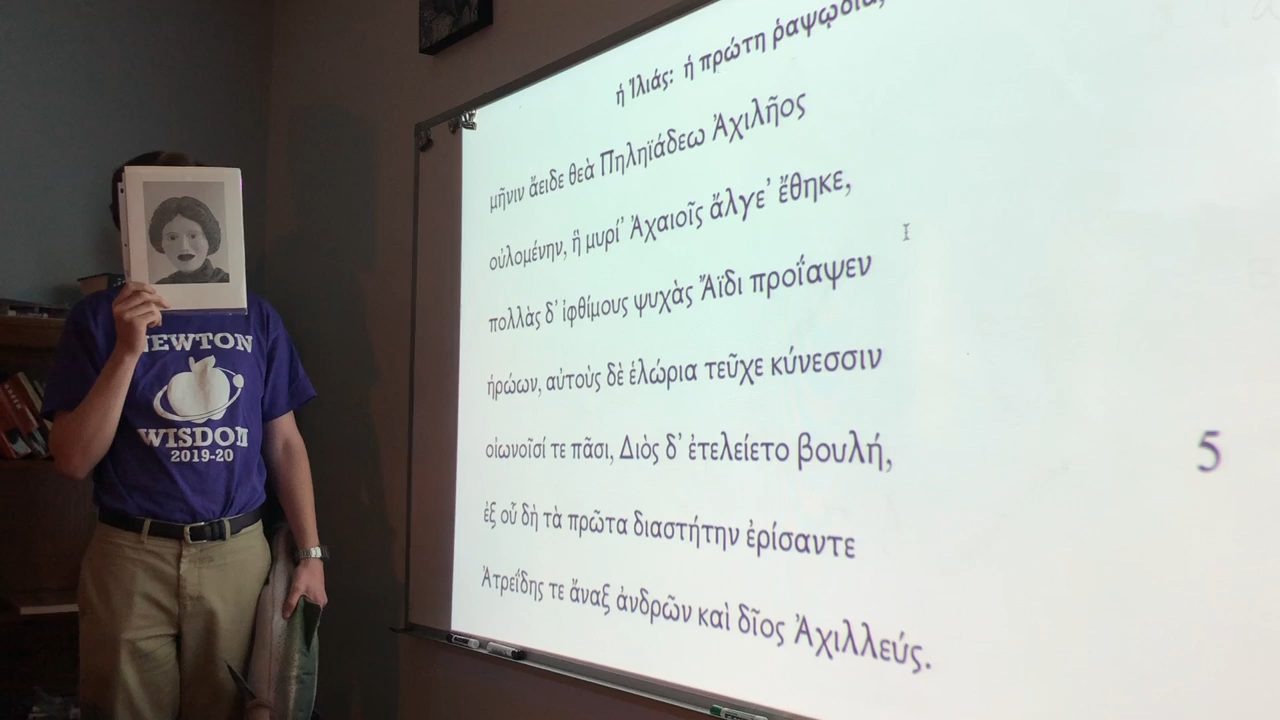 ἡ Ἰλιάς: ἡ πρώτη ῥαψῳδίας
μῆνιν ἄειδε θεὰ Πηληϊάδεω Ἀχιλῆος
οὐλομένην, ἣ μυρί’ Ἀχαιοῖς ἄλγε’ ἔθηκε,
πολλὰς δ’ ἰφθίμους ψυχὰς Ἄϊδι προΐαψεν
ἡρώων, αὐτοὺς δὲ ἑλώρια τεῦχε κύνεσσιν
οἰωνοῖσί τε πᾶσι, Διὸς δ’ ἐτελείετο βουλή,
5
ἐξ οὗ δὴ τὰ πρῶτα διαστήτην ἐρίσαντε
Ἀτρεΐδης τε ἄναξ ἀνδρῶν καὶ δῖος Ἀχιλλεύς.
NEWTON
WISDOM
2019-20